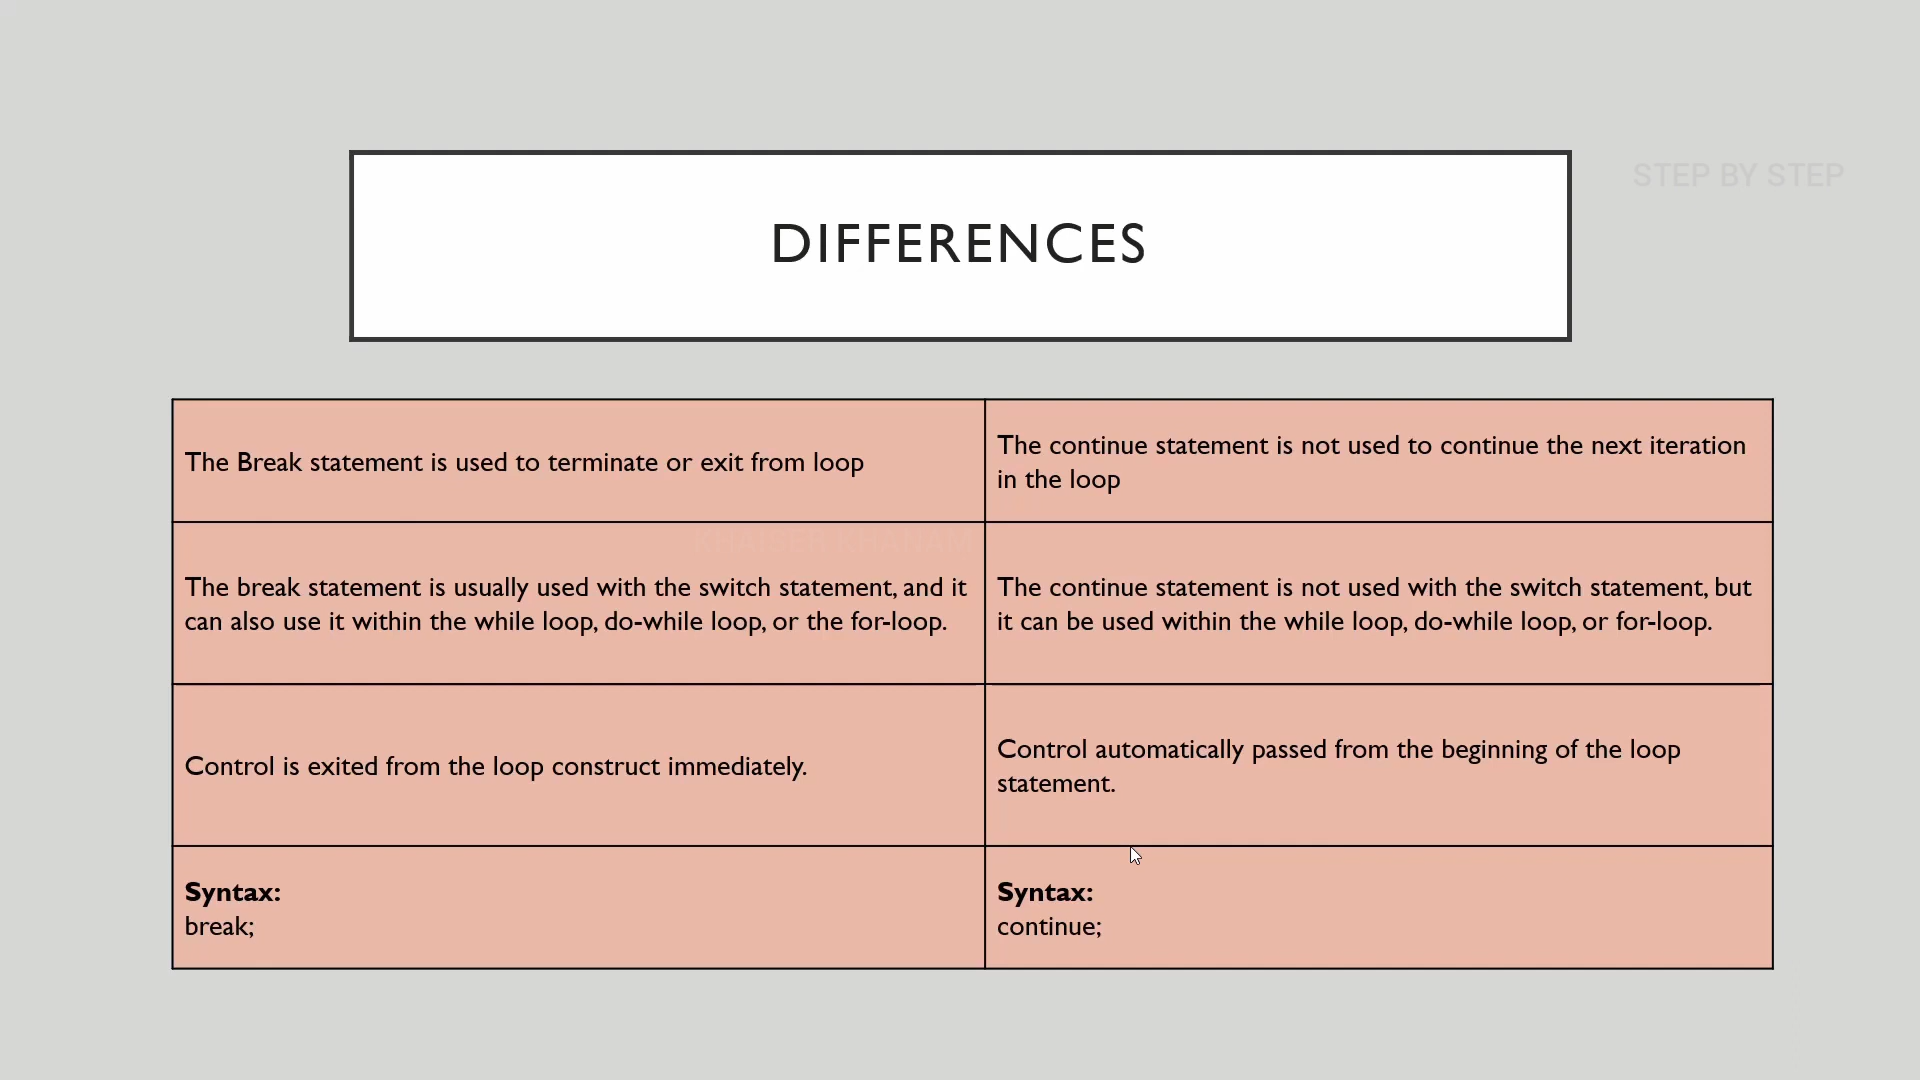 STEP BY STEP
DIFFERENCES
The Break statement is used to terminate or exit from loop
The continue statement is not used to continue the next iteration
in the loop
KHAISER KHANAM
The break statement is usually used with the switch statement, and it
can also use it within the while loop, do-while loop, or the for-loop.
The continue statement is not used with the switch statement, but
it can be used within the while loop, do-while loop, or for-loop.
Control is exited from the loop construct immediately.
Control automatically passed from the beginning of the loop
statement.
Syntax:
break;
Syntax:
continue;